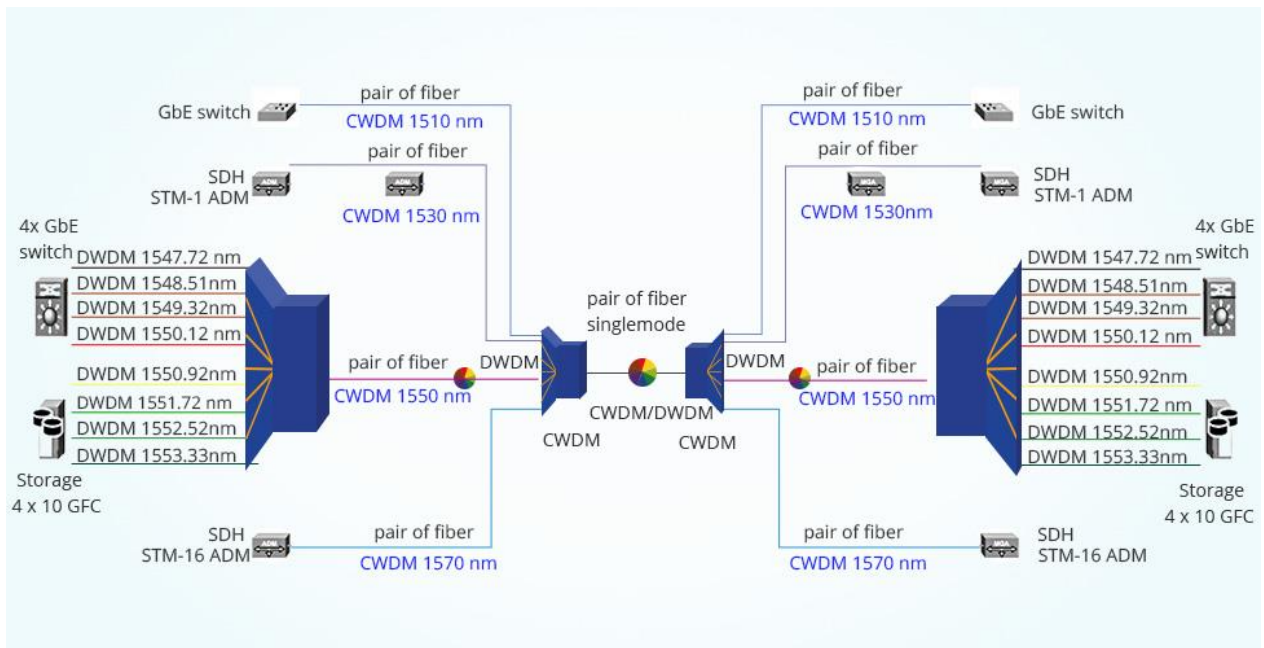 pair of fiber
GbE switch
CWDM 1510 nm
pair of fiber
SDH
STM-1 ADM
ADM
ADM
CWDM 1530 nm
4x GbE
switch
DWDM 1547.72 nm
DWDM 1548.51nm
DWDM 1549.32nm
DWDM 1550.12 nm
DWDM 1550.92nm
DWDM 1551.72 nm
DWDM 1552.52nm
DWDM 1553.33nm
Storage
4 x 10 GFC
pair of fiber
CWDM 1550 nm
DWDM
CWDM
SDH
STM-16 ADM
ADM
pair of fiber
CWDM 1570 nm
pair of fiber
singlemode
CWDM/DWDM
pair of fiber
CWDM 1510 nm
GbE switch
pair of fiber
CWDM 1530nm
SDH
STM-1 ADM
DWDM
CWDM
pair of fiber
CWDM 1550 nm
4x GbE
switch
DWDM 1547.72 nm
DWDM 1548.51nm
DWDM 1549.32nm
DWDM 1550.12 nm
DWDM 1550.92nm
DWDM 1551.72 nm
DWDM 1552.52nm
DWDM 1553.33nm
Storage
4 x 10 GFC
pair of fiber
CWDM 1570 nm
SDH
STM-16 ADM